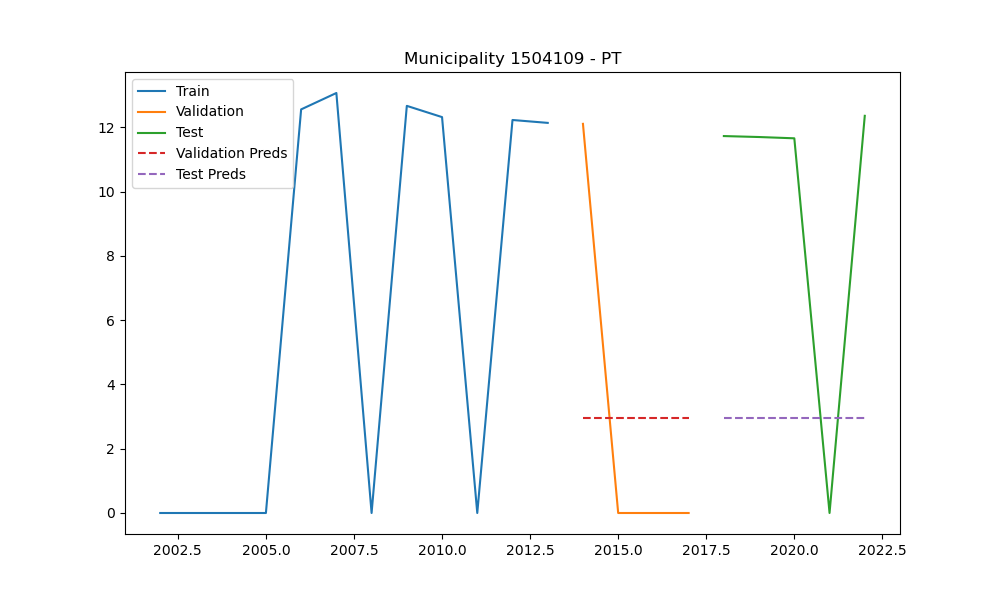 Municipality 1504109 - PT
Train
Validation
Test
Validation Preds
Test Preds
12
10
8
6
4
2
0
2002.5 2005.0 2007.5 2010.0 2012.5 2015.0 2017.5 2020.0 2022.5